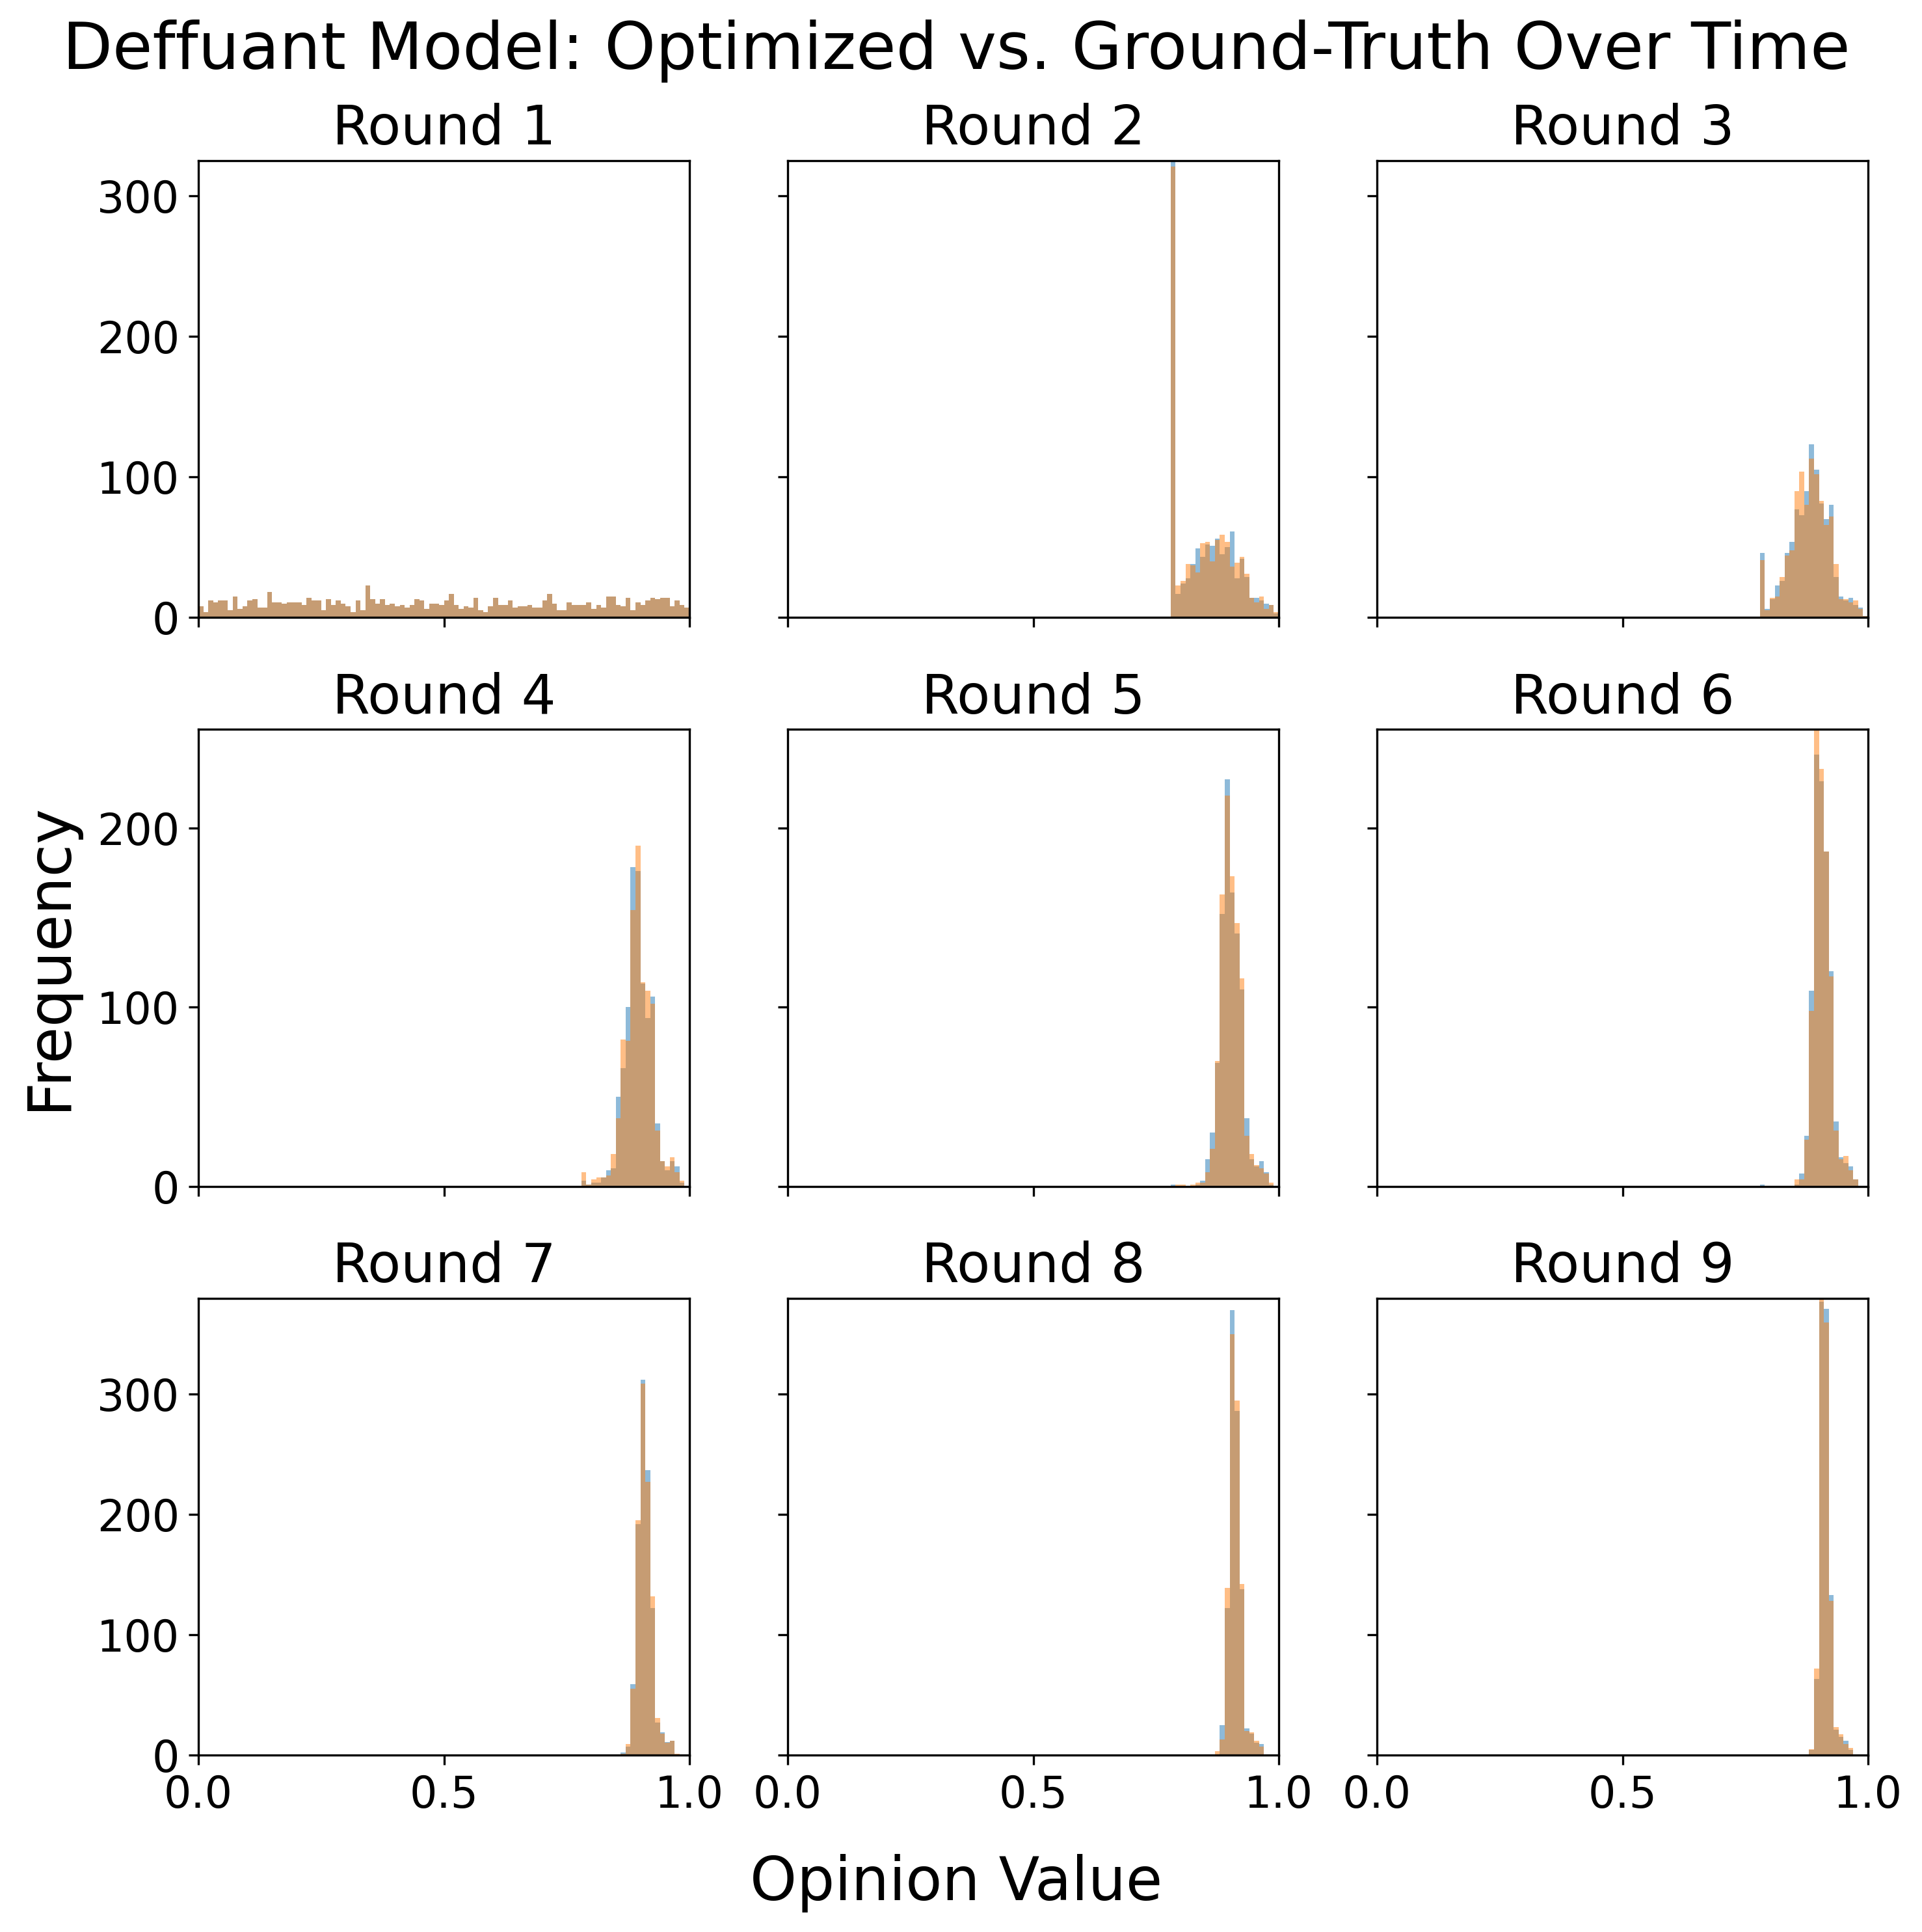 Deffuant Model: Optimized vs. Ground-Truth Over Time
Round 1
Round 2
Round 3
300
200
100
0
Round 4
Round 5
Round 6
200
100
0
Frequency
Round 7
Round 8
Round 9
300
200
100
0
0.0 0.5 1.0 0.0 0.5 1.0 0.0 0.5 1.0
Opinion Value